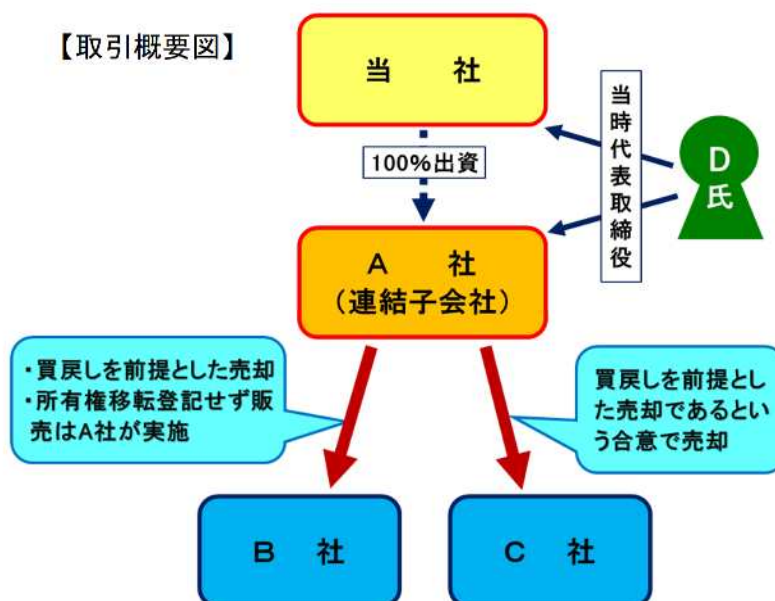 【取引概要図】
当　社
100％出資
当時代表取締役
D氏
A　社
（連結子会社）
・買戻しを前提とした売却
・所有権移転登記せず販
売はA社が実施
買戻しを前提とし
た売却であるとい
う合意で売却
B　社
C　社